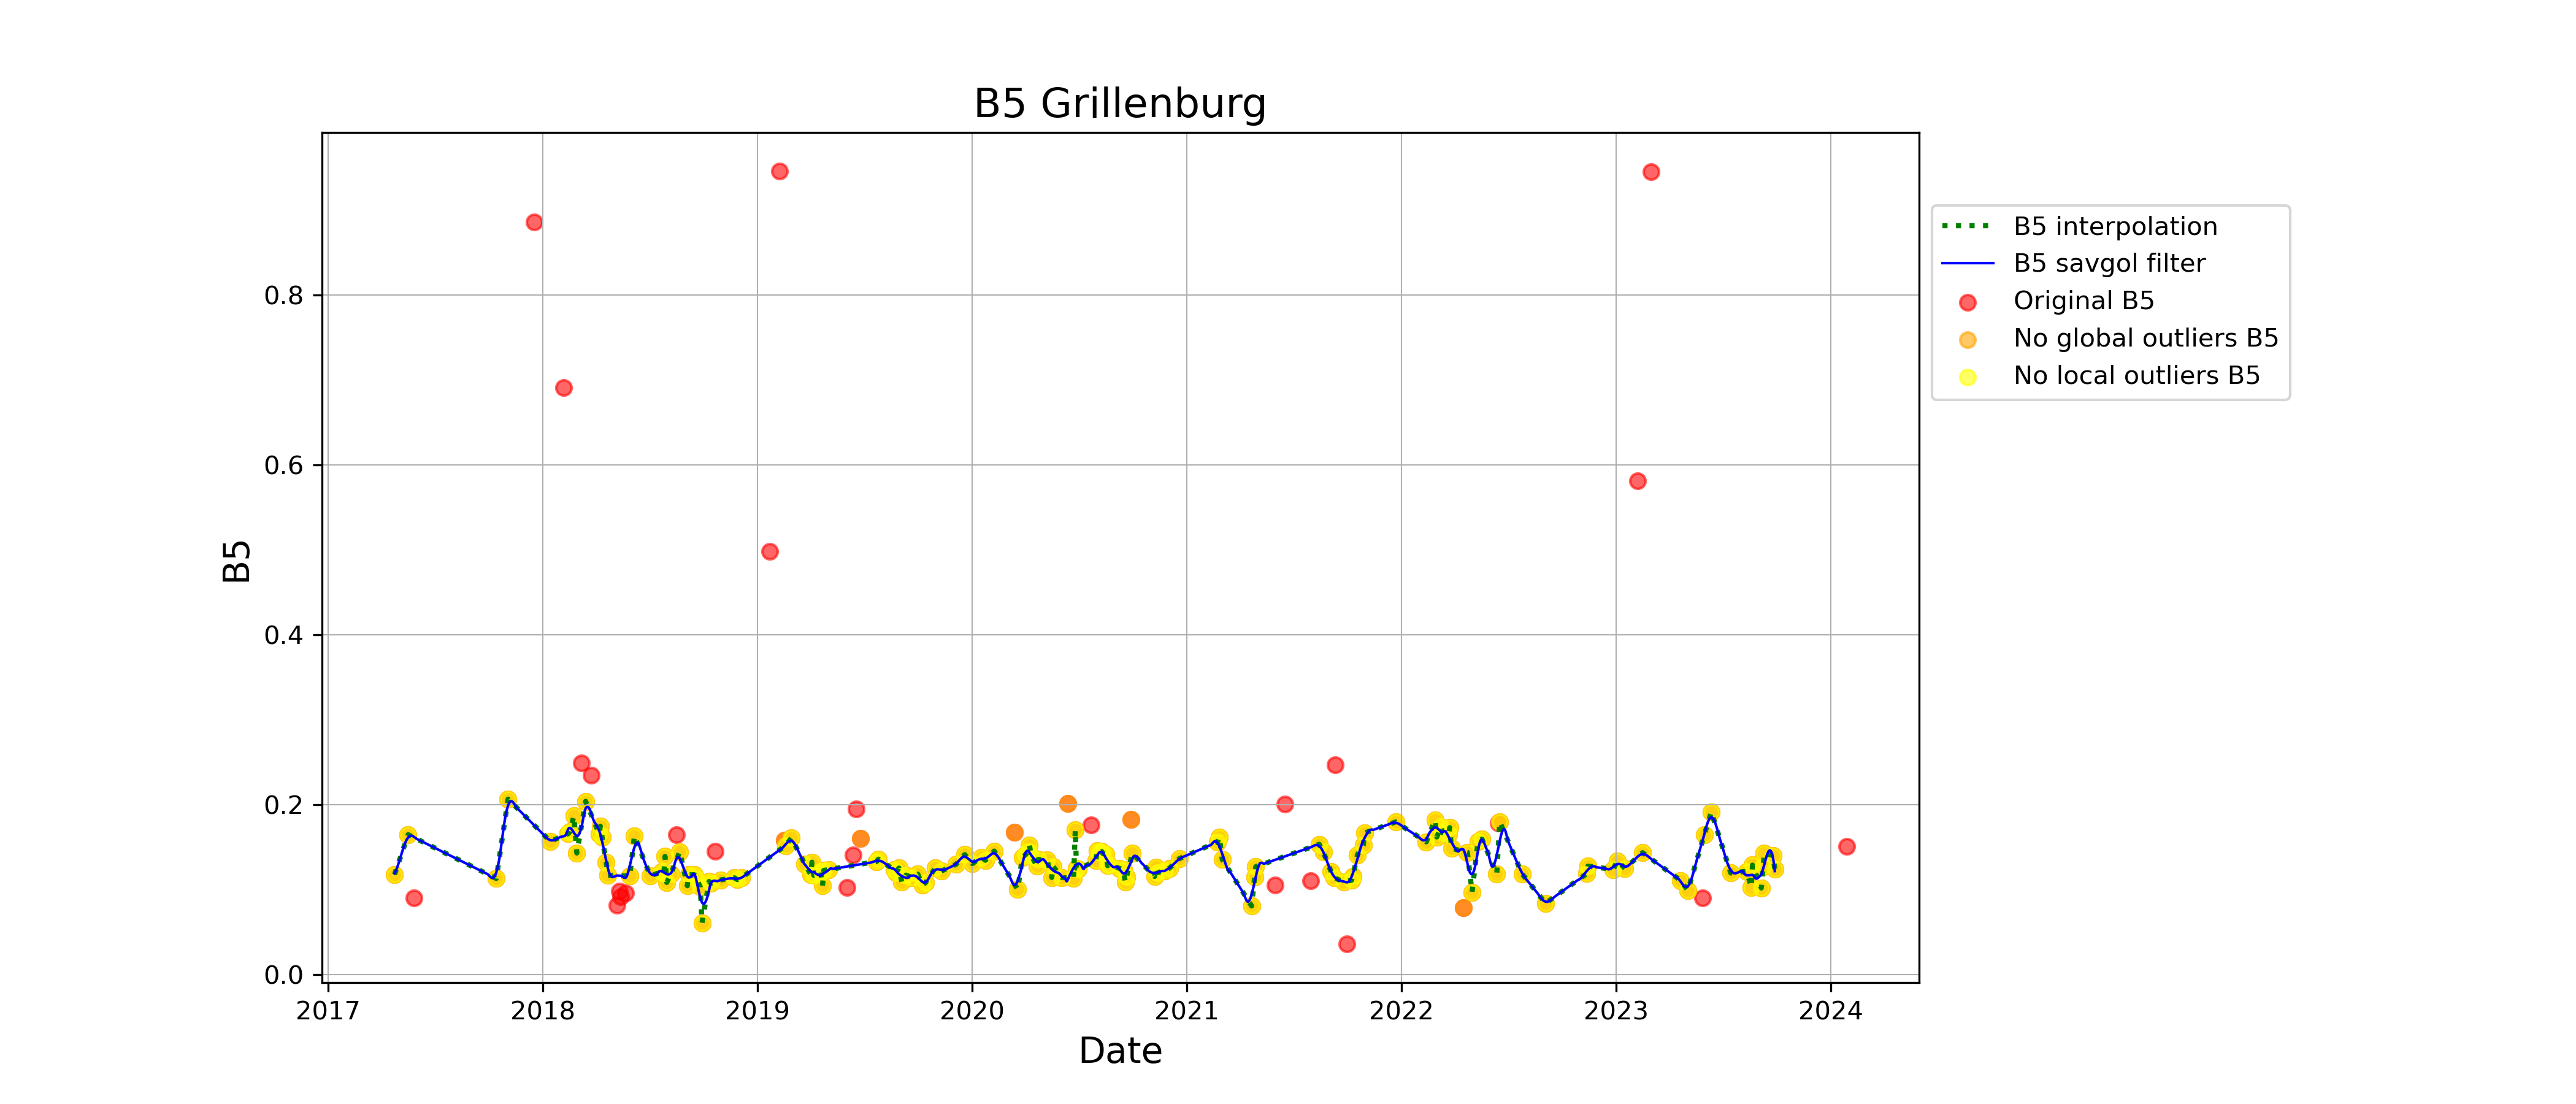 B5 Grillenburg
B5
0.8
0.6
0.4
0.2
0.0
2017
2018
2019
2020
2021
2022
2023
2024
Date
B5 interpolation
B5 savgol filter
Original B5
No global outliers B5
No local outliers B5